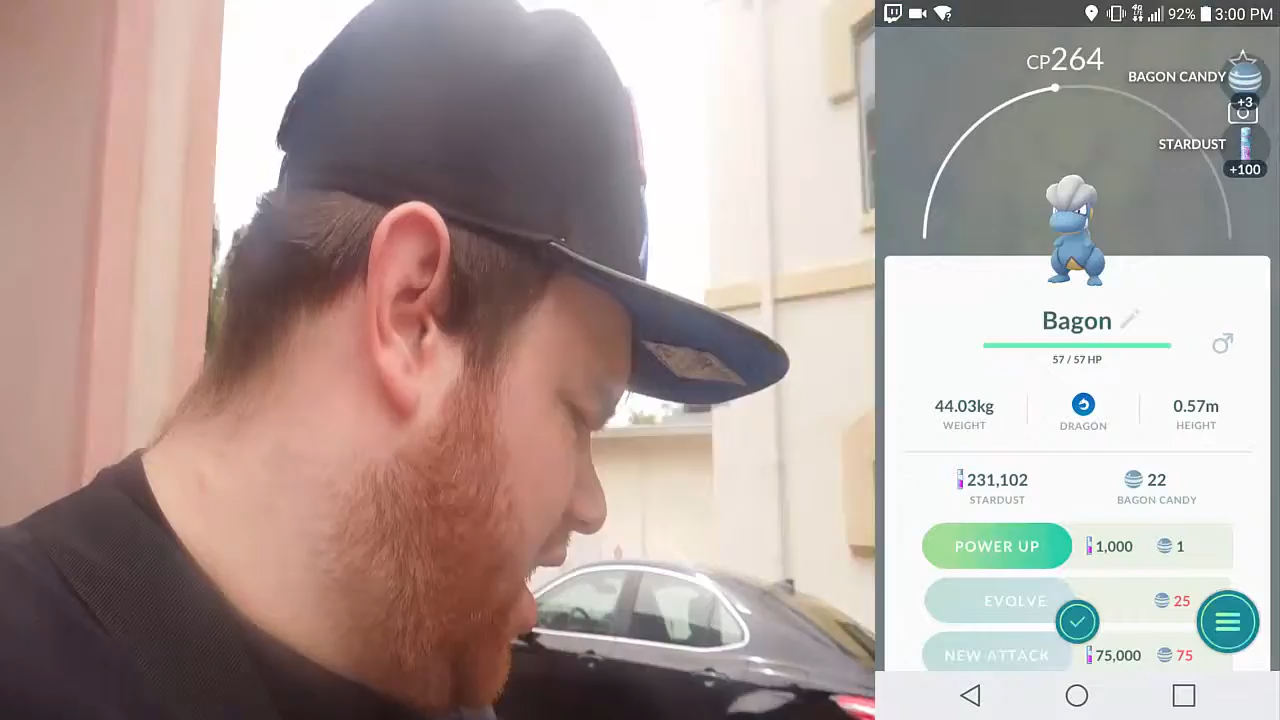 92% 3:00 PM
CP264
BAGON CANDY
+3
STARDUST
+100
Bagon
57 / 57 HP
44.03kg
WEIGHT
DRAGON
0.57m
HEIGHT
231,102
STARDUST
22
BAGON CANDY
POWER UP 1,000 1
EVOLVE 25
NEW ATTACK 75,000 75